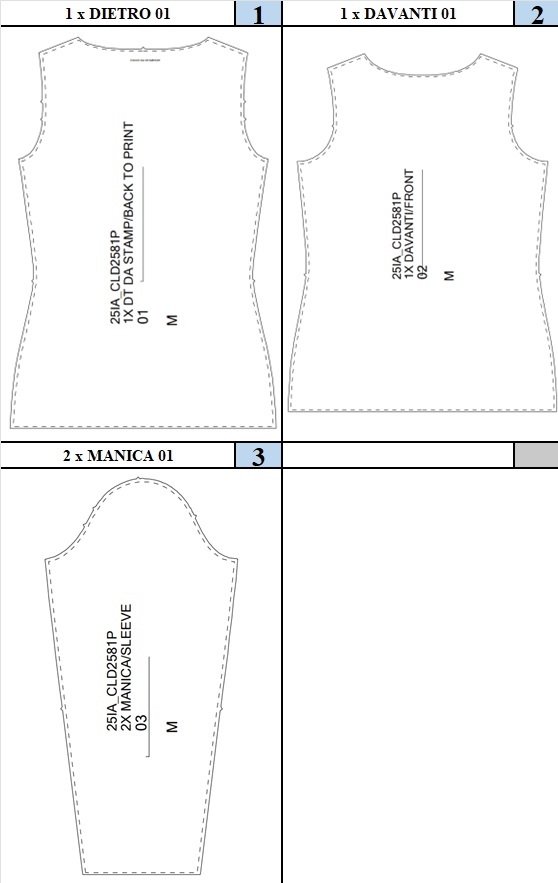 1 x DIETRO 01
1
1 x DAVANTI 01
2
25IA_CLD2581P
1X DT DA STAMP/BACK TO PRINT
01
M
25IA_CLD2581P
1X DAVANTI/FRONT
02
M
2 x MANICA 01
3
25IA_CLD2581P
2X MANICA/SLEEVE
03
M